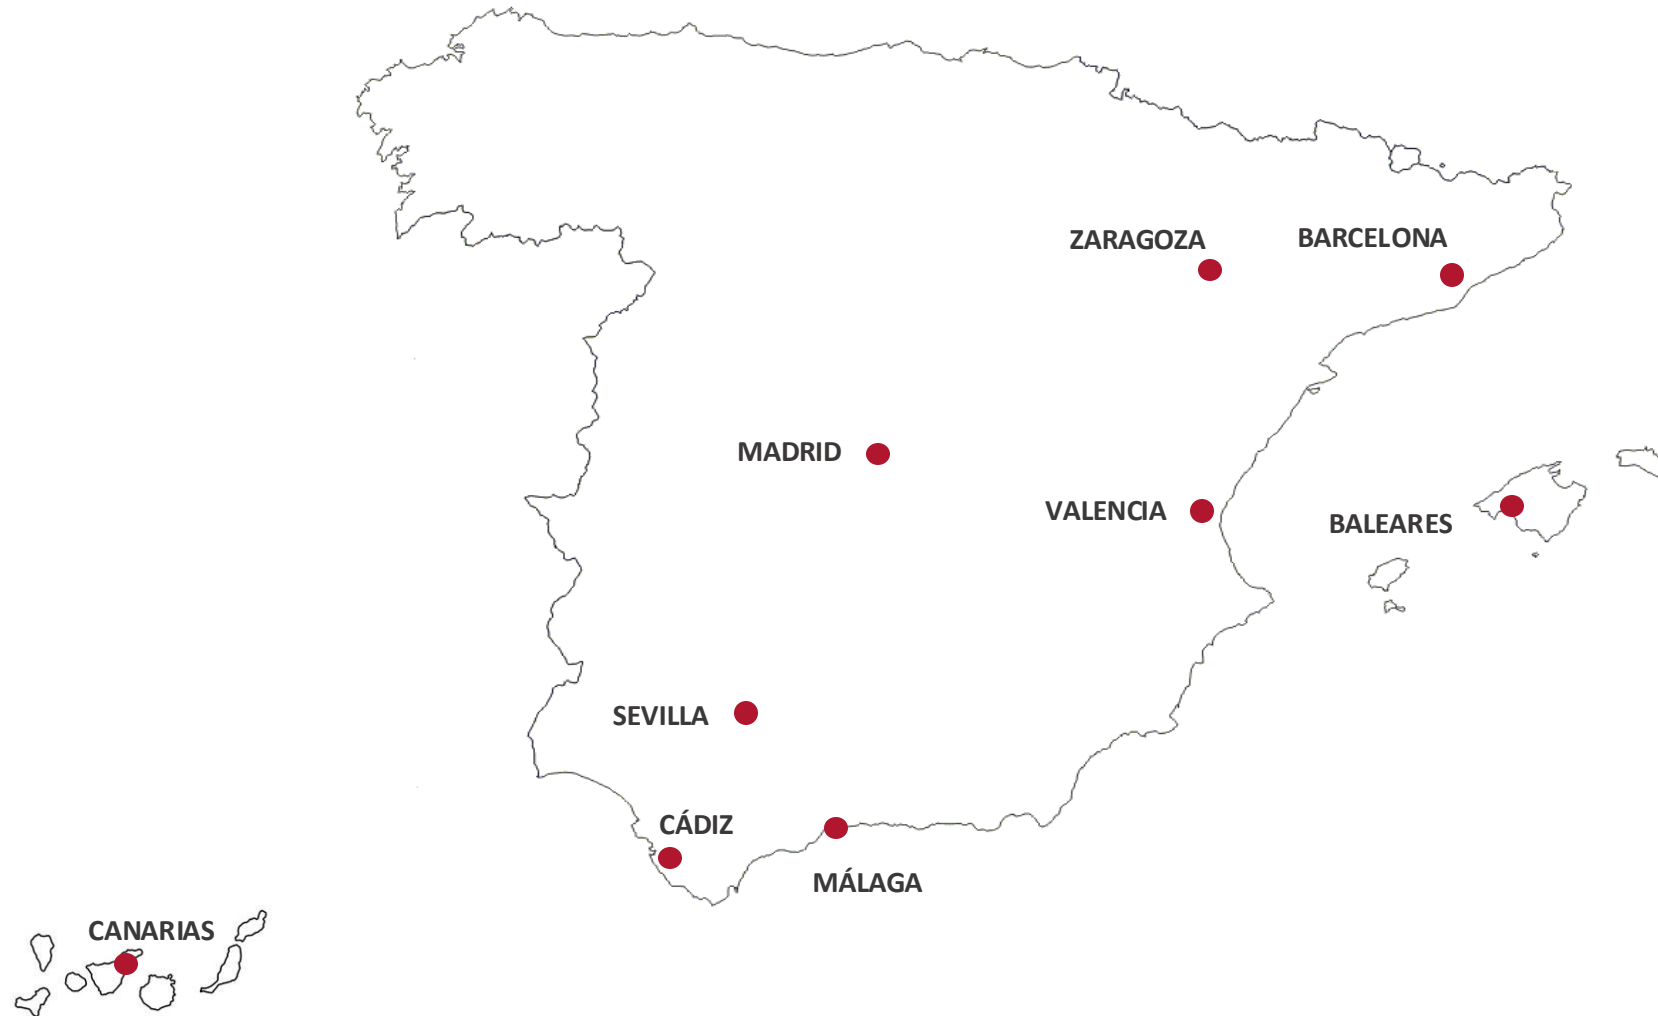 ZARAGOZA
BARCELONA
MADRID
VALENCIA
BALEARES
SEVILLA
CÁDIZ
MÁLAGA
CANARIAS